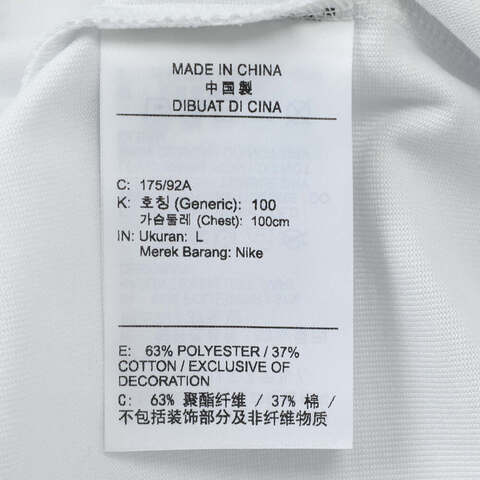 MADE IN CHINA
中国製
DIBUAT DI CINA
C: 175/92A
K: 호칭 (Generic): 100
가슴둘레 (Chest): 100cm
IN: Ukuran: L
Merek Barang: Nike
E: 63% POLYESTER / 37%
COTTON / EXCLUSIVE OF
DECORATION
C: 63% 聚酯纤维 / 37% 棉 /
不包括装饰部分及非纤维物质